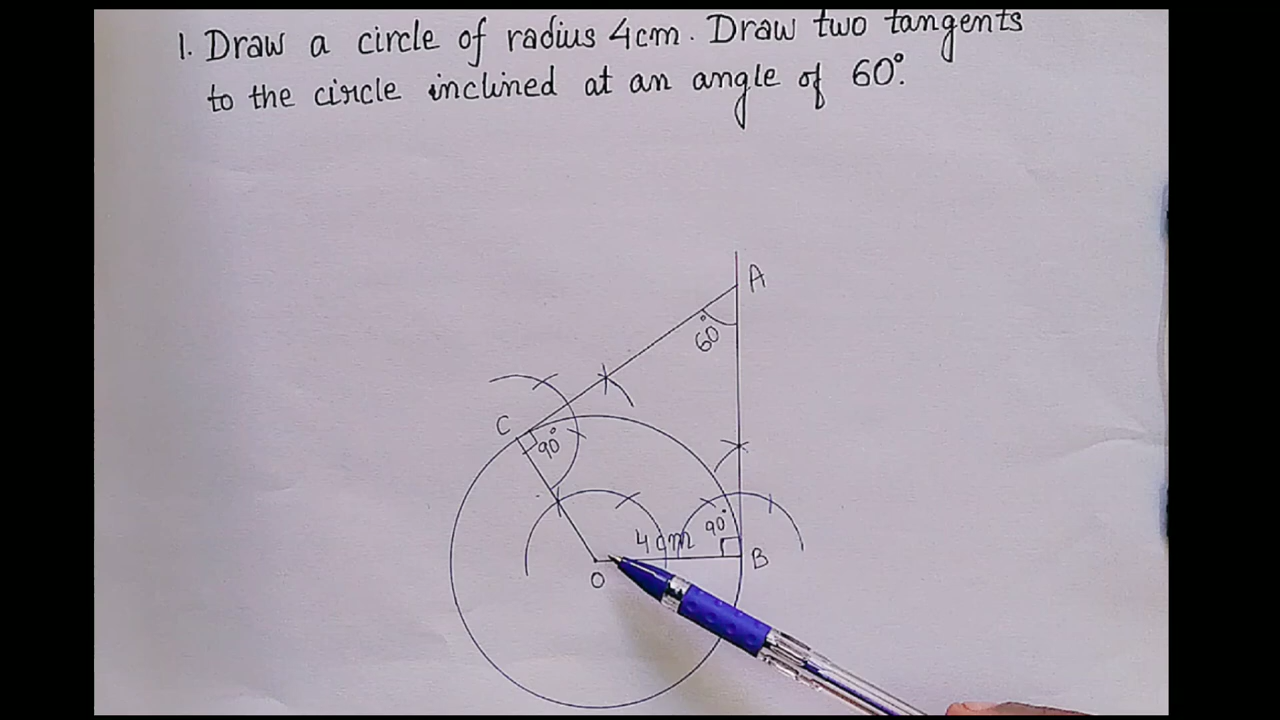 1. Draw a circle of radius 4cm. Draw two tangents
to the circle inclined at an angle of 60°.
A
60°
C
90°
90°
4cm
B
O